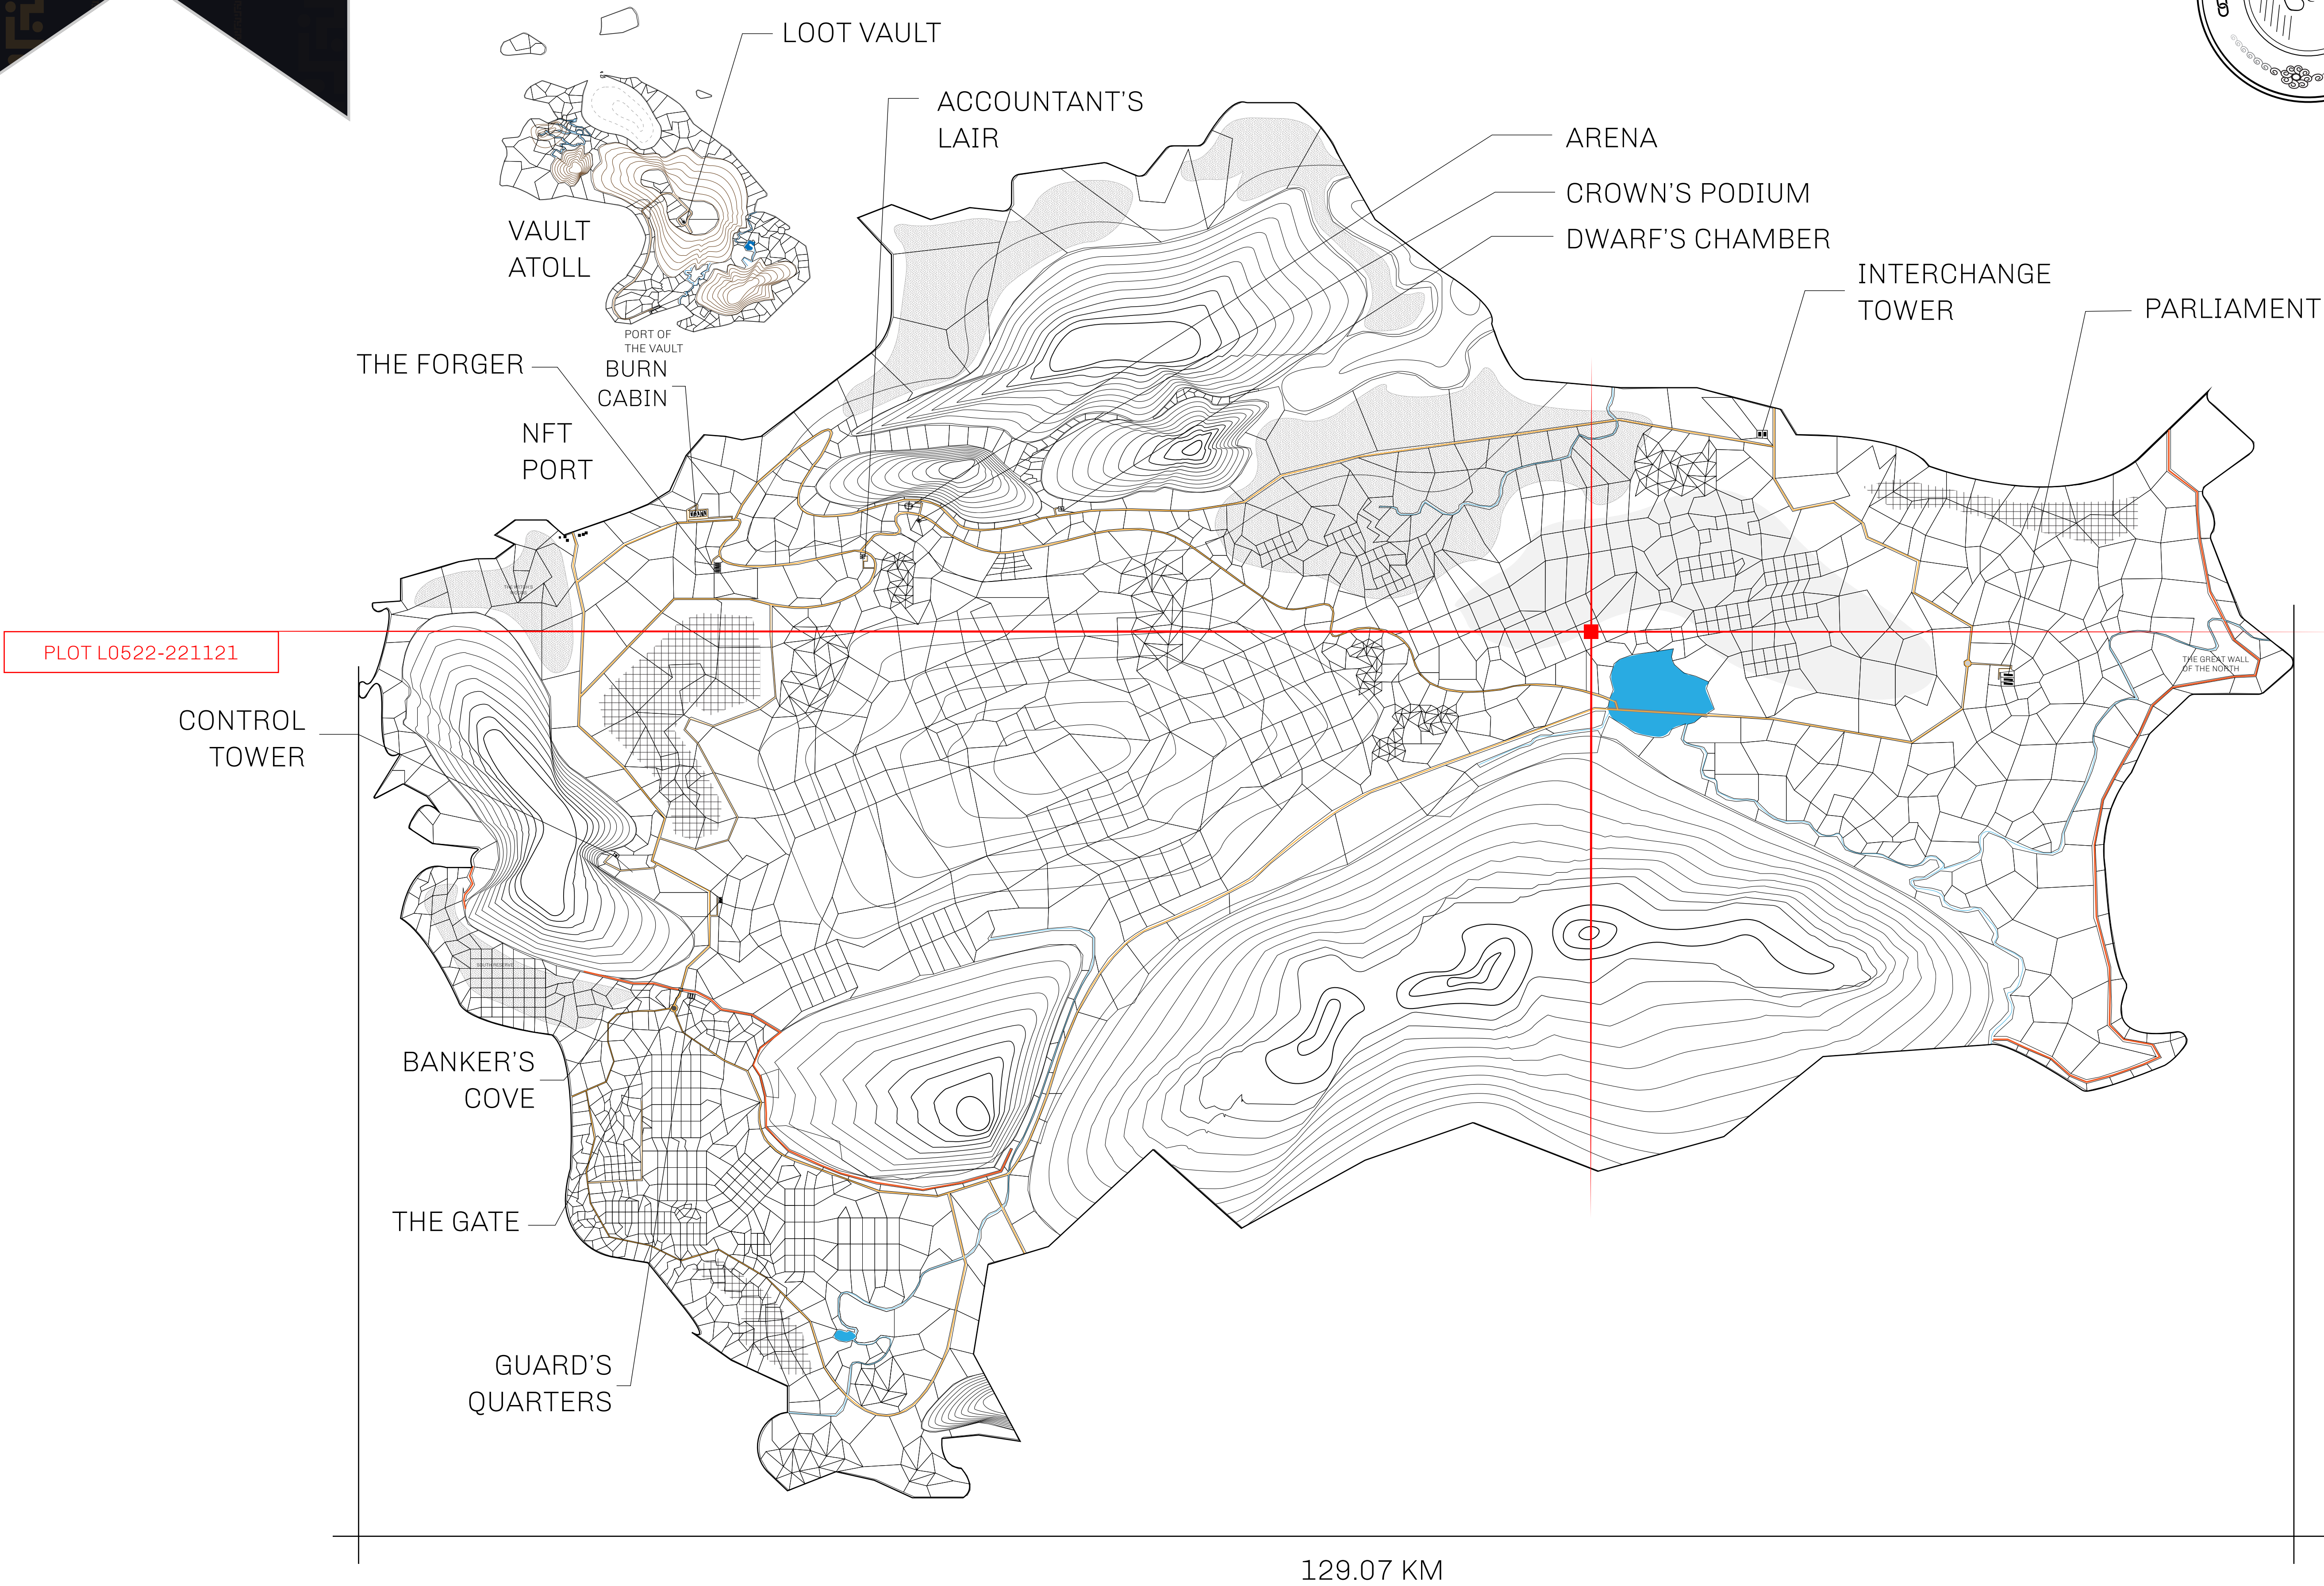 LOOT VAULT
ACCOUNTANT'S
LAIR
ARENA
CROWN'S PODIUM
DWARF'S CHAMBER
VAULT
ATOLL
INTERCHANGE
TOWER
PARLIAMENT
PORT OF
THE VAULT
THE FORGER
BURN
CABIN
NFT
PORT
PLOT L0522-221121
THE GREAT WALL
OF THE NORTH
CONTROL
TOWER
SOUTH RESERVE
BANKER'S
COVE
THE GATE
GUARD'S
QUARTERS
129.07 KM